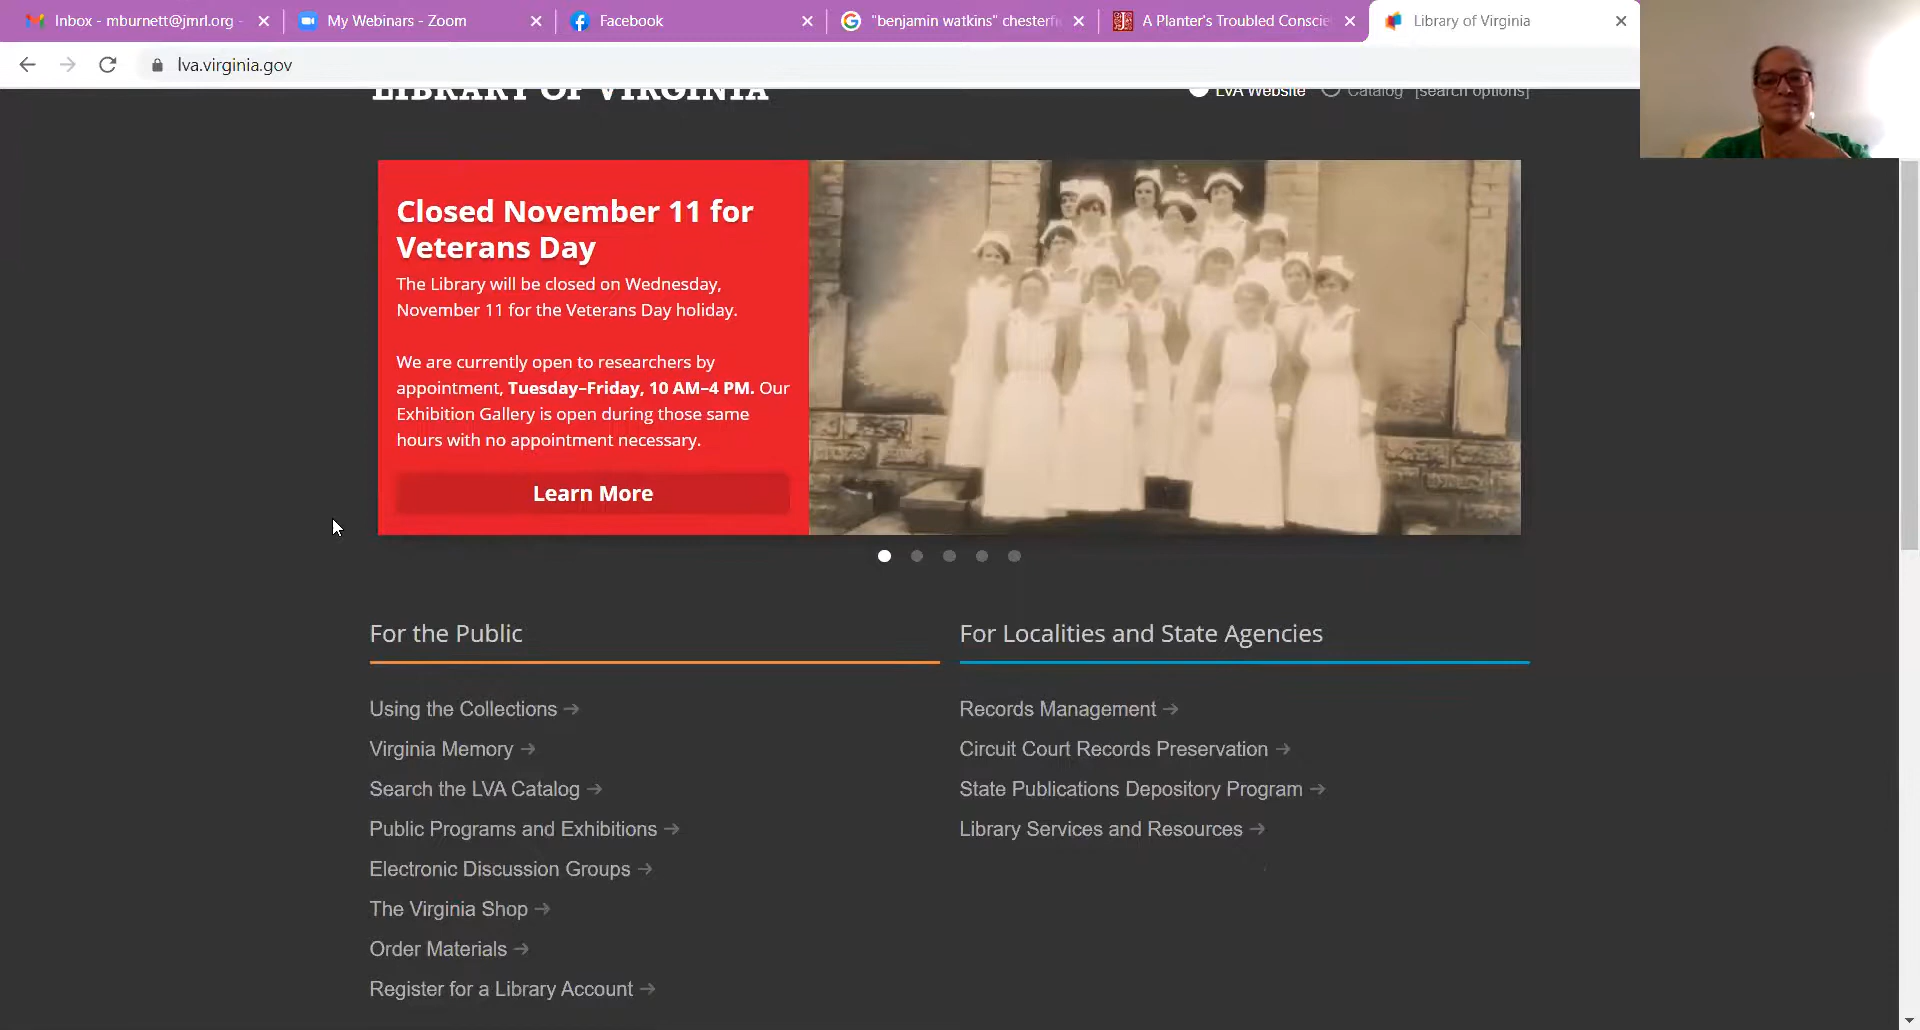 Inbox - mburnett@jmrl.org -
My Webinars - Zoom
Facebook
"benjamin watkins" chesterfi
A Planter's Troubled Conscie
Library of Virginia
lva.virginia.gov
LIBRARY OF VIRGINIA
LVA Website Catalog [search options]
Closed November 11 for
Veterans Day
The Library will be closed on Wednesday,
November 11 for the Veterans Day holiday.
We are currently open to researchers by
appointment, Tuesday–Friday, 10 AM–4 PM. Our
Exhibition Gallery is open during those same
hours with no appointment necessary.
Learn More
For the Public
Using the Collections →
Virginia Memory →
Search the LVA Catalog →
Public Programs and Exhibitions →
Electronic Discussion Groups →
The Virginia Shop →
Order Materials →
Register for a Library Account →
For Localities and State Agencies
Records Management →
Circuit Court Records Preservation →
State Publications Depository Program →
Library Services and Resources →